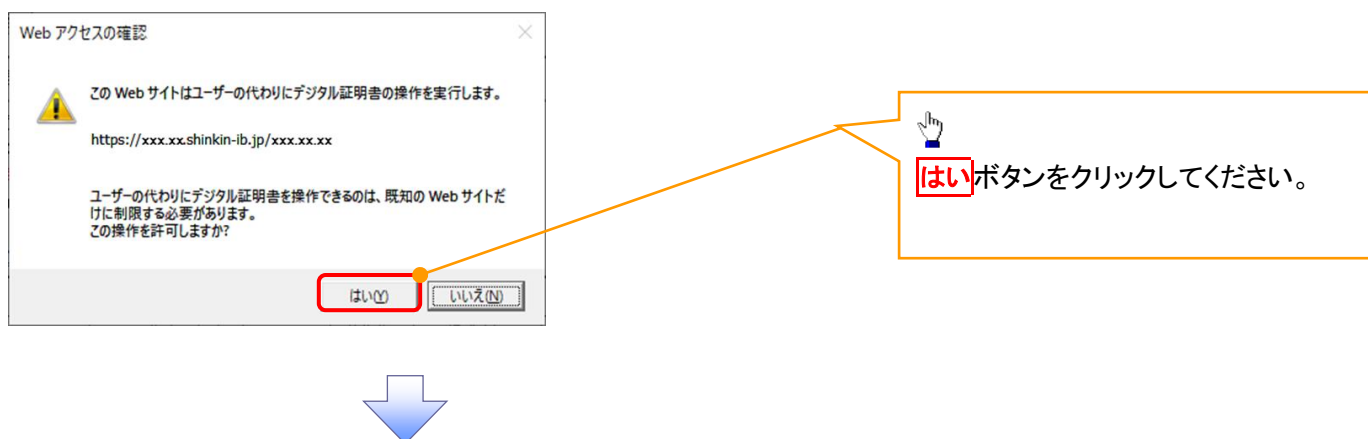 Web アクセスの確認
この Web サイトはユーザーの代わりにデジタル証明書の操作を実行します。
https://xxx.xx.shinkin-ib.jp/xxx.xx.xx
ユーザーの代わりにデジタル証明書を操作できるのは、既知の Web サイトだ
けに制限する必要があります。
この操作を許可しますか?
はい(Y)
いいえ(N)
はいボタンをクリックしてください。